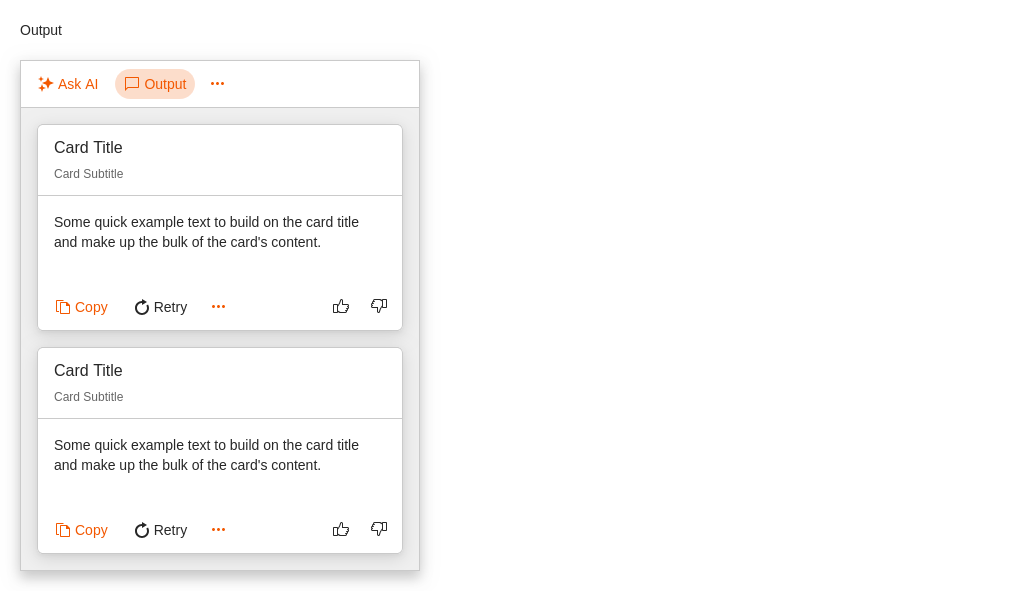 Output
Ask AI Output
Card Title
Card Subtitle
Some quick example text to build on the card title
and make up the bulk of the card's content.
Copy Retry
Card Title
Card Subtitle
Some quick example text to build on the card title
and make up the bulk of the card's content.
Copy Retry